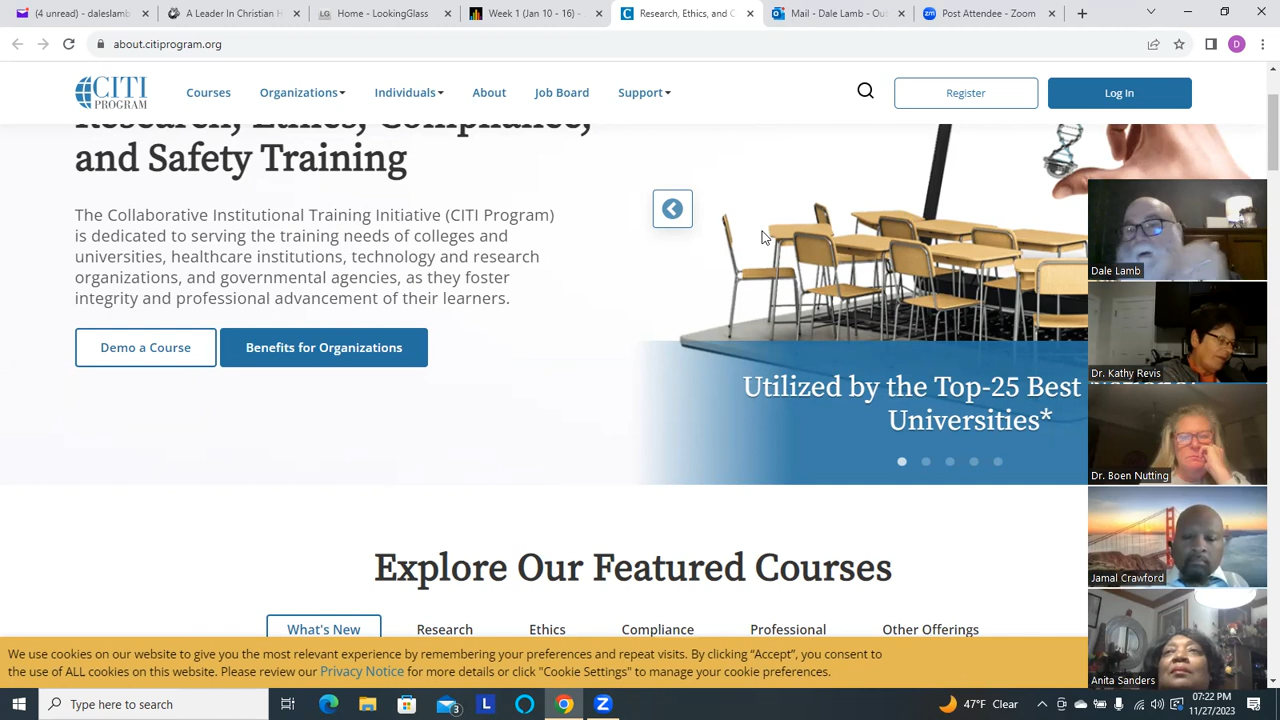 (4 unread) - daleslamb
A Leader In Christian H
Home - LookingGlass
Week 1 (Jan 10 - 16) -
Research, Ethics, and C
Mail - Dale Lamb - Ou
Post Attendee - Zoom
about.citiprogram.org
D
CITI
PROGRAM
Courses
Organizations
Individuals
About
Job Board
Support
Register
Log In
Research, Ethics, Compliance,
and Safety Training
The Collaborative Institutional Training Initiative (CITI Program)
is dedicated to serving the training needs of colleges and
universities, healthcare institutions, technology and research
organizations, and governmental agencies, as they foster
integrity and professional advancement of their learners.
Demo a Course
Benefits for Organizations
Utilized by the Top-25 Best
Universities*
Dale Lamb
Dr. Kathy Revis
Dr. Boen Nutting
Jamal Crawford
Anita Sanders
Explore Our Featured Courses
What's New
Research
Ethics
Compliance
Professional
Other Offerings
We use cookies on our website to give you the most relevant experience by remembering your preferences and repeat visits. By clicking “Accept”, you consent to
the use of ALL cookies on this website. Please review our Privacy Notice for more details or click "Cookie Settings" to manage your cookie preferences.
Type here to search
3
L
47°F Clear
07:22 PM
11/27/2023